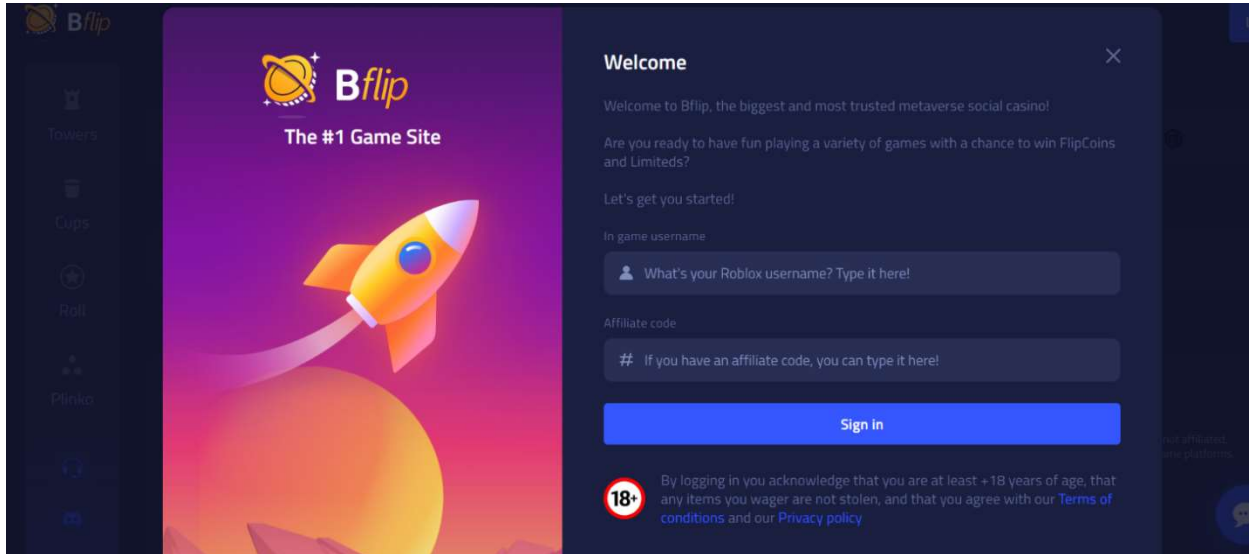 Bflip
Towers
Cups
Roll
Plinko
Bflip
The #1 Game Site
Welcome
Welcome to Bflip, the biggest and most trusted metaverse social casino!
Are you ready to have fun playing a variety of games with a chance to win FlipCoins
and Limiteds?
Let's get you started!
In game username
What's your Roblox username? Type it here!
Affiliate code
# If you have an affiliate code, you can type it here!
Sign in
18+
By logging in you acknowledge that you are at least +18 years of age, that
any items you wager are not stolen, and that you agree with our Terms of
conditions and our Privacy policy
not affiliated,
platforms